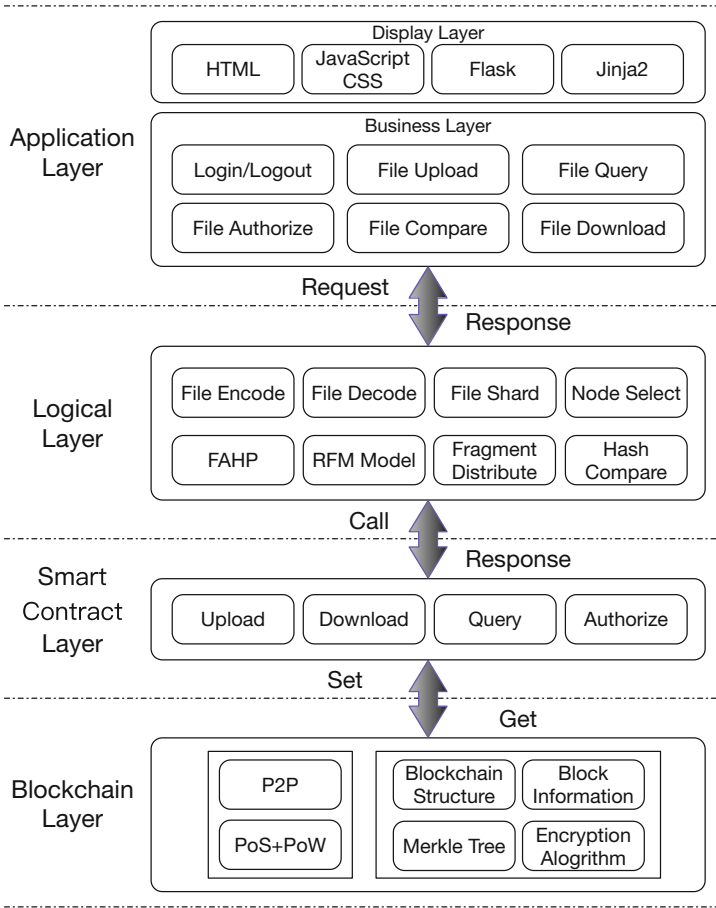 Display Layer
HTML
JavaScript
CSS
Flask
Jinja2
Application
Layer
Business Layer
Login/Logout
File Upload
File Query
File Authorize
File Compare
File Download
Request
Response
Logical
Layer
File Encode
File Decode
File Shard
Node Select
FAHP
RFM Model
Fragment
Distribute
Hash
Compare
Call
Response
Smart
Contract
Layer
Upload
Download
Query
Authorize
Set
Get
Blockchain
Layer
P2P
PoS+PoW
Blockchain
Structure
Block
Information
Merkle Tree
Encryption
Alogrithm